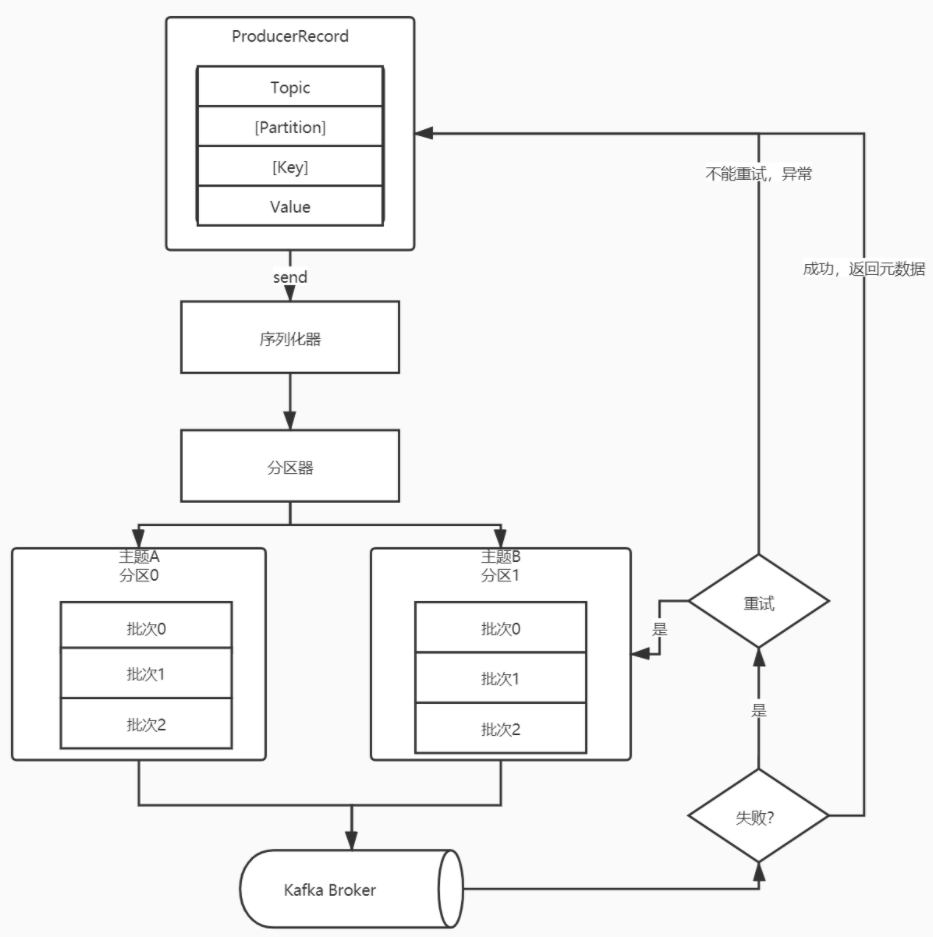 ProducerRecord
Topic
[Partition]
[Key]
Value
不能重试，异常
成功，返回元数据
send
序列化器
分区器
主题A
分区0
批次0
批次1
批次2
主题B
分区1
批次0
批次1
批次2
重试
是
是
失败?
Kafka Broker